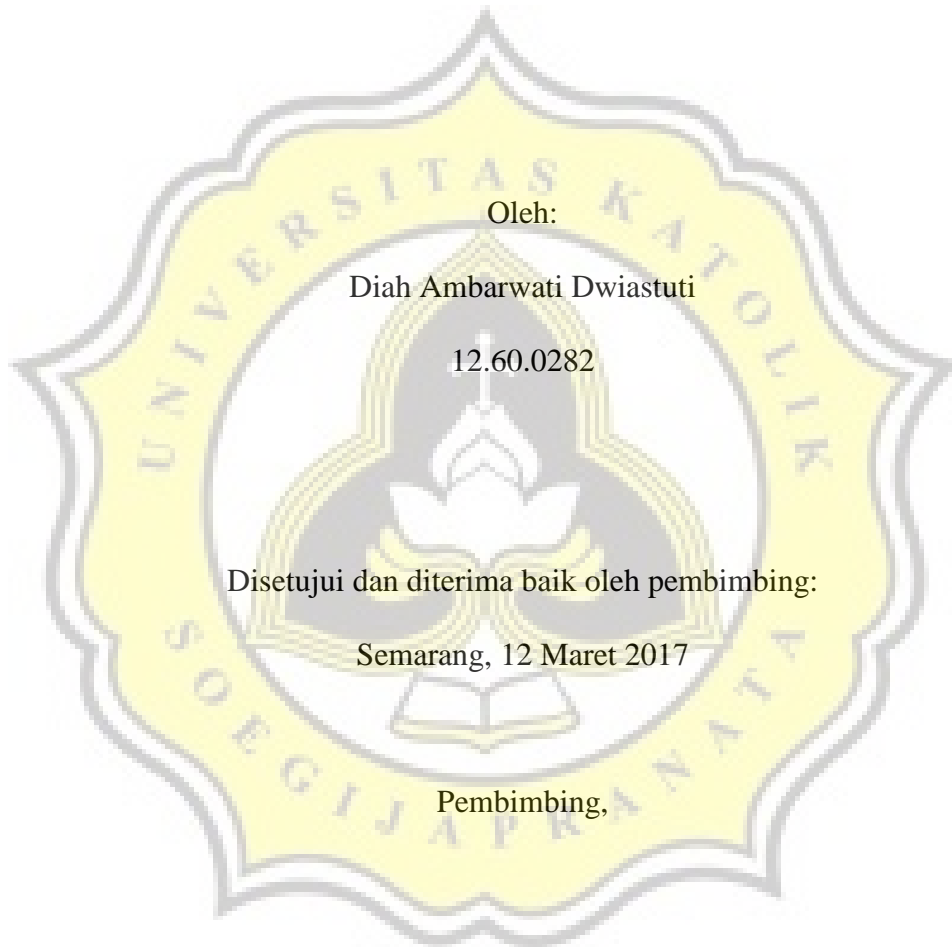 UNIVERSITAS KATOLIK
Oleh:
Diah Ambarwati Dwiastuti
12.60.0282
Disetujui dan diterima baik oleh pembimbing:
Semarang, 12 Maret 2017
Pembimbing,
SOEGIJAPRANATA